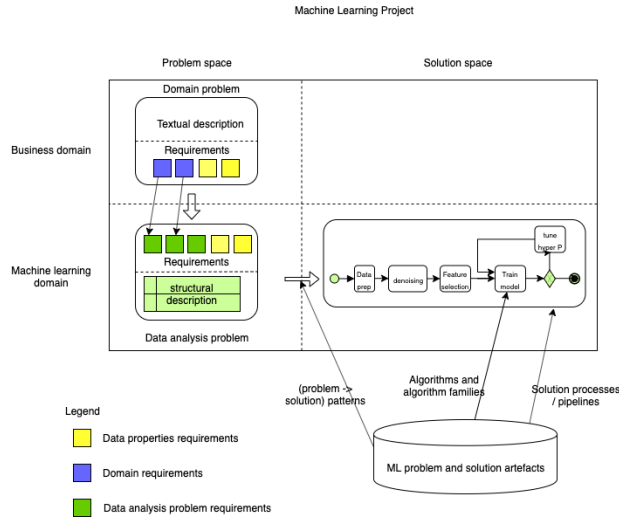 Machine Learning Project
Problem space
Solution space
Domain problem
Textual description
Requirements
Business domain
Machine learning
domain
Requirements
structural
description
Data analysis problem
Data
prep
denoising
Feature
selection
Train
model
tune
hyper P
(problem ->
solution) patterns
Algorithms and
algorithm families
Solution processes
/ pipelines
ML problem and solution artefacts
Legend
Data properties requirements
Domain requirements
Data analysis problem requirements